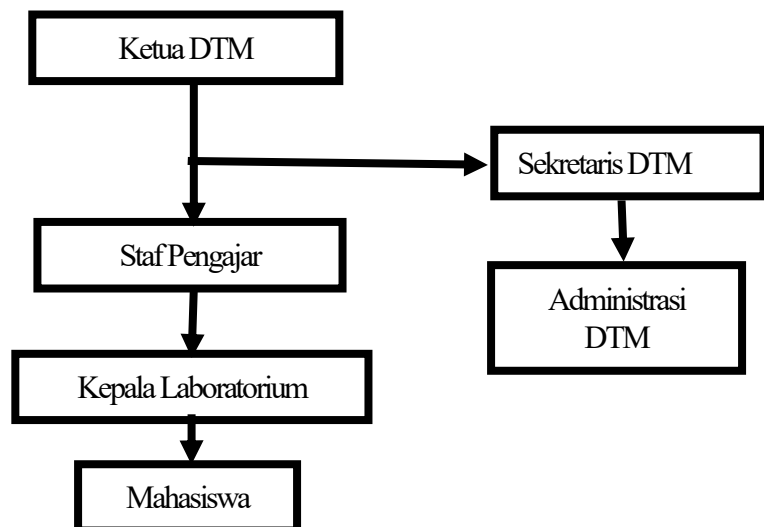 Ketua DTM
Sekretaris DTM
Staf Pengajar
Administrasi
DTM
Kepala Laboratorium
Mahasiswa